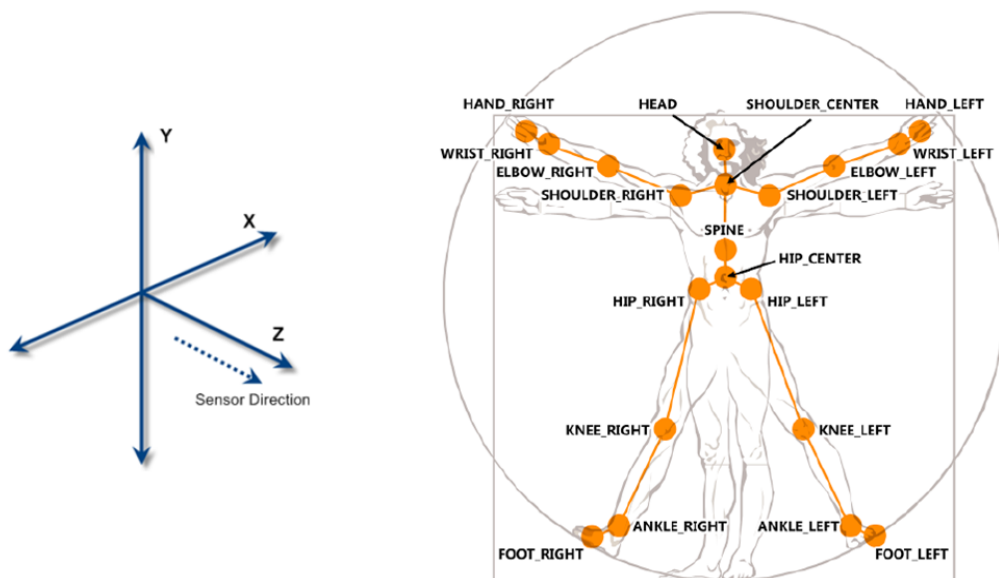 Y
X
Z
Sensor Direction
HAND_RIGHT
HEAD
SHOULDER_CENTER
HAND_LEFT
WRIST_RIGHT
WRIST_LEFT
ELBOW_RIGHT
ELBOW_LEFT
SHOULDER_RIGHT
SHOULDER_LEFT
SPINE
HIP_CENTER
HIP_RIGHT
HIP_LEFT
KNEE_RIGHT
KNEE_LEFT
ANKLE_RIGHT
ANKLE_LEFT
FOOT_RIGHT
FOOT_LEFT